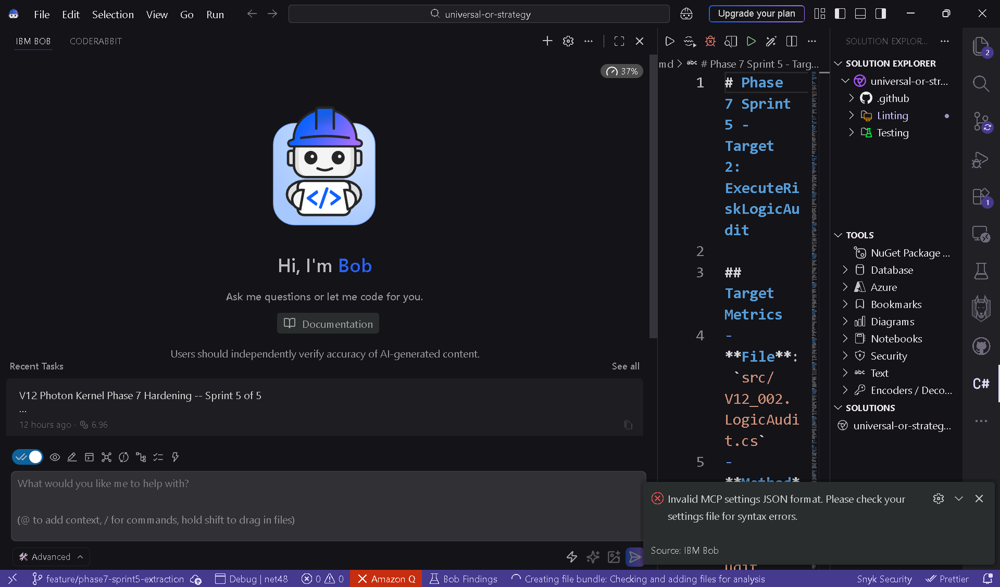 File Edit Selection View Go Run
universal-or-strategy
Upgrade your plan
IBM BOB
CODERABBIT
37%
</>
Hi, I'm Bob
Ask me questions or let me code for you.
Documentation
Users should independently verify accuracy of AI-generated content.
Recent Tasks
See all
V12 Photon Kernel Phase 7 Hardening -- Sprint 5 of 5
...
12 hours ago · 6.96
What would you like me to help with?
(@ to add context, / for commands, hold shift to drag in files)
Advanced
md > abc # Phase 7 Sprint 5 - Targ...
1 # Phase
7 Sprint
5 -
Target
2:
ExecuteRi
skLogicAu
dit
2
3 ##
Target
Metrics
4 -
**File**:
`src/
V12_002.
LogicAudi
t.cs`
5 -
**Method*
udit
SOLUTION EXPLOR...
SOLUTION EXPLORER
universal-or-str...
.github
Linting
Testing
TOOLS
NuGet Package ...
Database
Azure
Bookmarks
Diagrams
Notebooks
Security
abc Text
Encoders / Deco...
SOLUTIONS
universal-or-strateg...
2
1
C#
Invalid MCP settings JSON format. Please check your
settings file for syntax errors.
Source: IBM Bob
feature/phase7-sprint5-extraction
Debug | net48
0
0
Amazon Q
Bob Findings
Creating file bundle: Checking and adding files for analysis
Snyk Security
Prettier